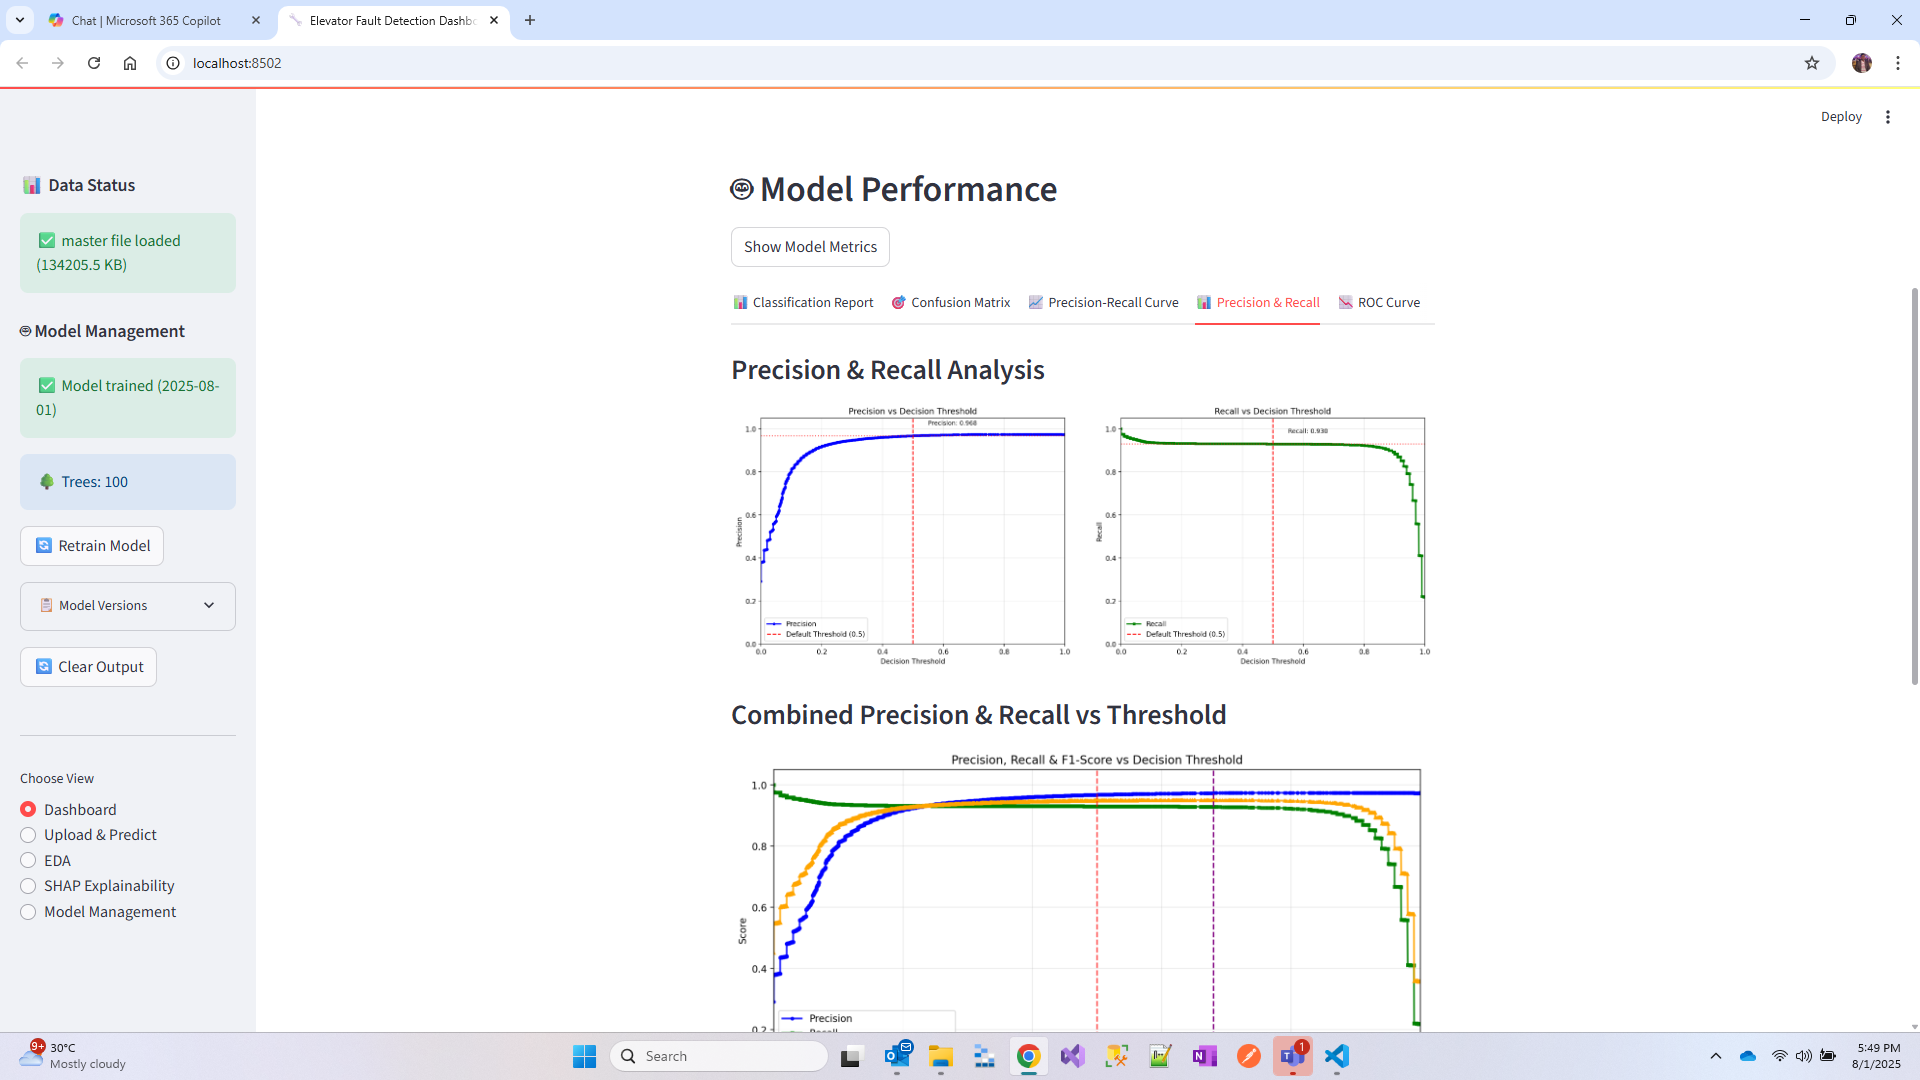 Chat | Microsoft 365 Copilot
Elevator Fault Detection Dashbo
localhost:8502
Deploy
Data Status
master file loaded
(134205.5 KB)
Model Management
Model trained (2025-08-
01)
Trees: 100
Retrain Model
Model Versions
Clear Output
Choose View
Dashboard
Upload & Predict
EDA
SHAP Explainability
Model Management
Model Performance
Show Model Metrics
Classification Report
Confusion Matrix
Precision-Recall Curve
Precision & Recall
ROC Curve
Precision & Recall Analysis
Precision vs Decision Threshold
Precision: 0.968
1.0
0.8
0.6
0.4
0.2
0.0
Precision
Precision
Default Threshold (0.5)
0.0 0.2 0.4 0.6 0.8 1.0
Decision Threshold
Recall vs Decision Threshold
Recall: 0.930
1.0
0.8
0.6
0.4
0.2
0.0
Recall
Recall
Default Threshold (0.5)
0.0 0.2 0.4 0.6 0.8 1.0
Decision Threshold
Combined Precision & Recall vs Threshold
Precision, Recall & F1-Score vs Decision Threshold
1.0
0.8
0.6
0.4
0.2
Score
Precision
9+
30°C
Mostly cloudy
Search
1
5:49 PM
8/1/2025